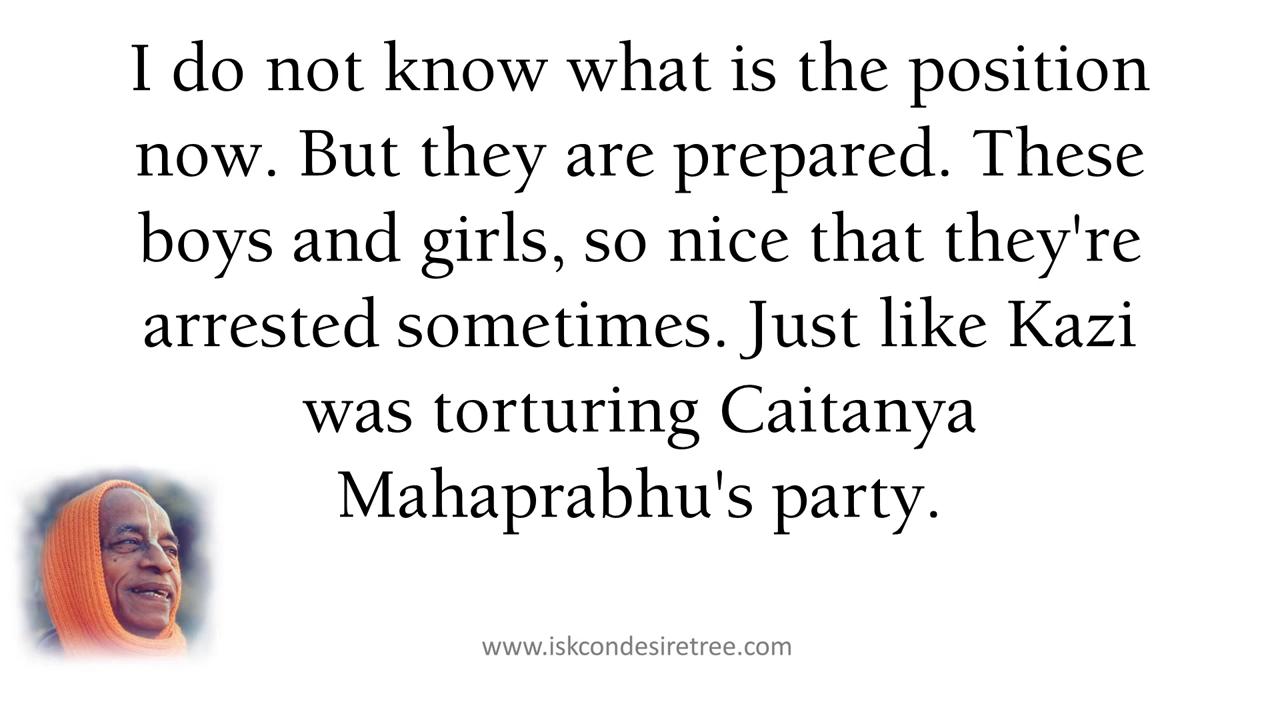 I do not know what is the position
now. But they are prepared. These
boys and girls, so nice that they're
arrested sometimes. Just like Kazi
was torturing Caitanya
Mahaprabhu's party.
www.iskcondesiretree.com